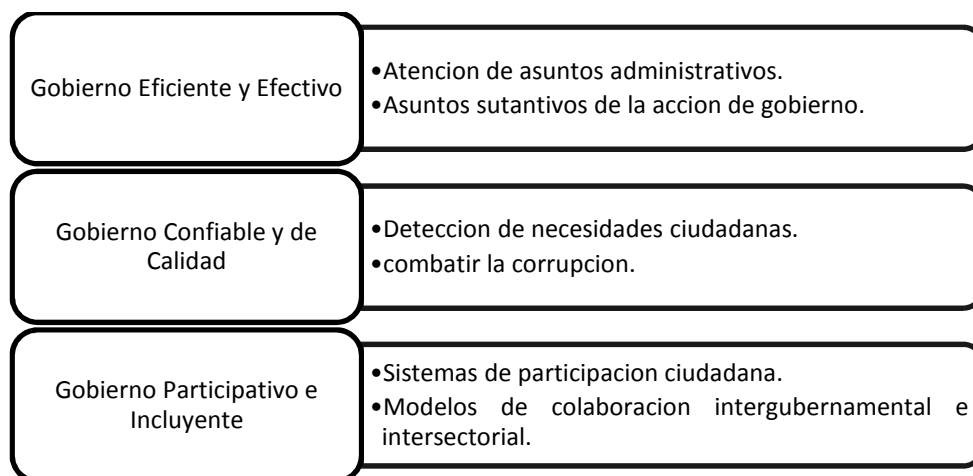 Gobierno Eficiente y Efectivo
•Atencion de asuntos administrativos.
•Asuntos sutantivos de la accion de gobierno.
Gobierno Confiable y de
Calidad
•Deteccion de necesidades ciudadanas.
•combatir la corrupcion.
Gobierno Participativo e
Incluyente
•Sistemas de participacion ciudadana.
•Modelos de colaboracion intergubernamental e
intersectorial.